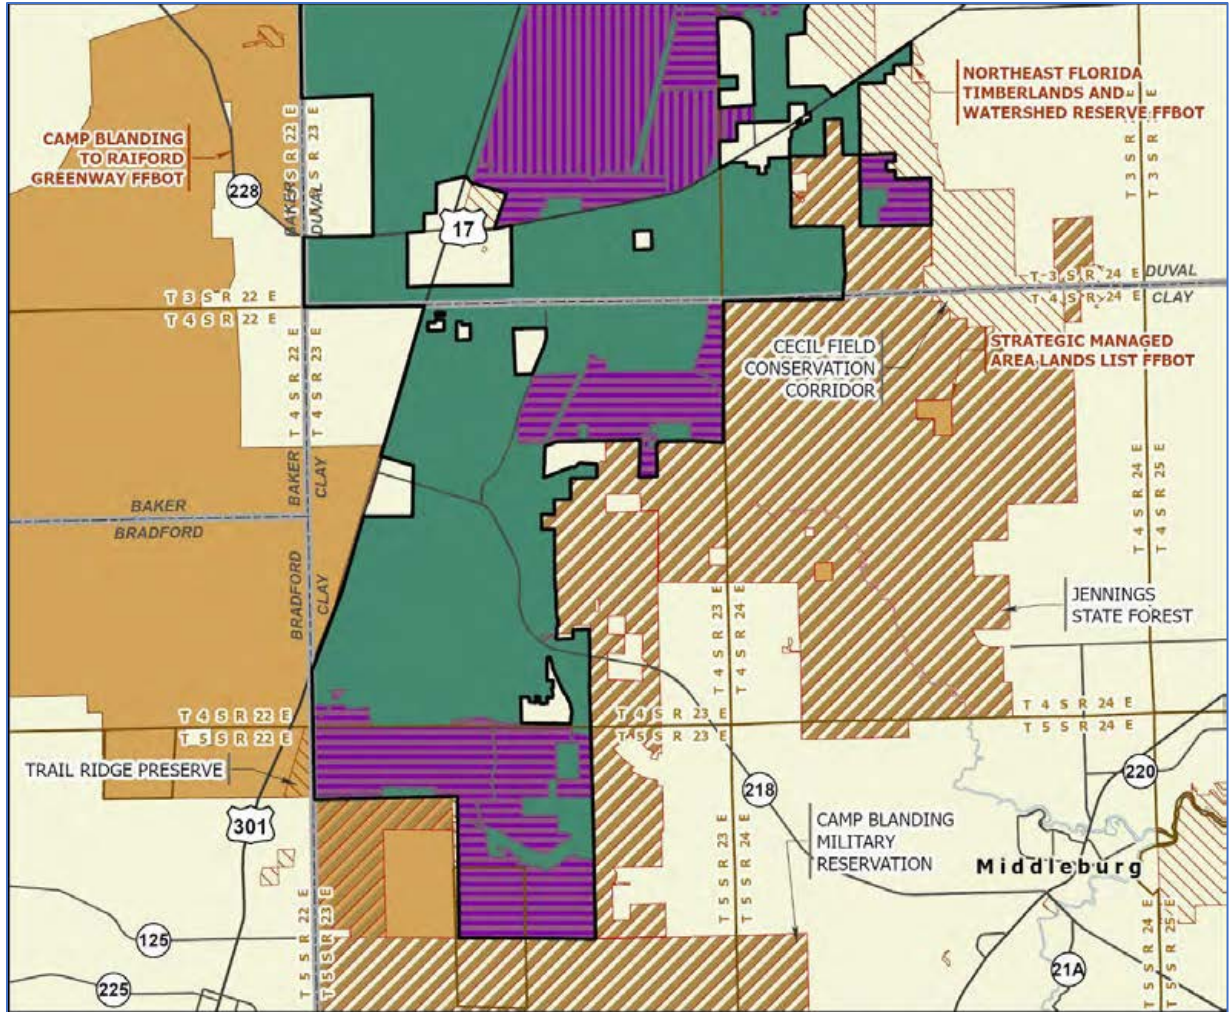 NORTHEAST FLORIDA
TIMBERLANDS AND
WATERSHED RESERVE FFBOT
CAMP BLANDING
TO RAIFORD
GREENWAY FFBOT
228
T 3 S R 22 E
T 3 S R 23 E
BAKER
DUVAL
T 3 S R 24 E
T 3 S R 25 E
17
T 3 S R 22 E
T 4 S R 22 E
T 3 S R 24 E
T 4 S R 24 E
DUVAL
CLAY
T 4 S R 22 E
T 4 S R 23 E
CECIL FIELD
CONSERVATION
CORRIDOR
STRATEGIC MANAGED
AREA LANDS LIST FFBOT
BAKER
CLAY
T 4 S R 24 E
T 4 S R 25 E
BAKER
BRADFORD
BRADFORD
CLAY
T 4 S R 23 E
T 4 S R 24 E
JENNINGS
STATE FOREST
T 4 S R 22 E
T 5 S R 22 E
T 4 S R 23 E
T 5 S R 23 E
T 4 S R 24 E
T 5 S R 24 E
TRAIL RIDGE PRESERVE
301
218
220
CAMP BLANDING
MILITARY
RESERVATION
Middleburg
T 5 S R 22 E
T 5 S R 23 E
T 5 S R 23 E
T 5 S R 24 E
T 5 S R 24 E
T 5 S R 25 E
125
225
21A